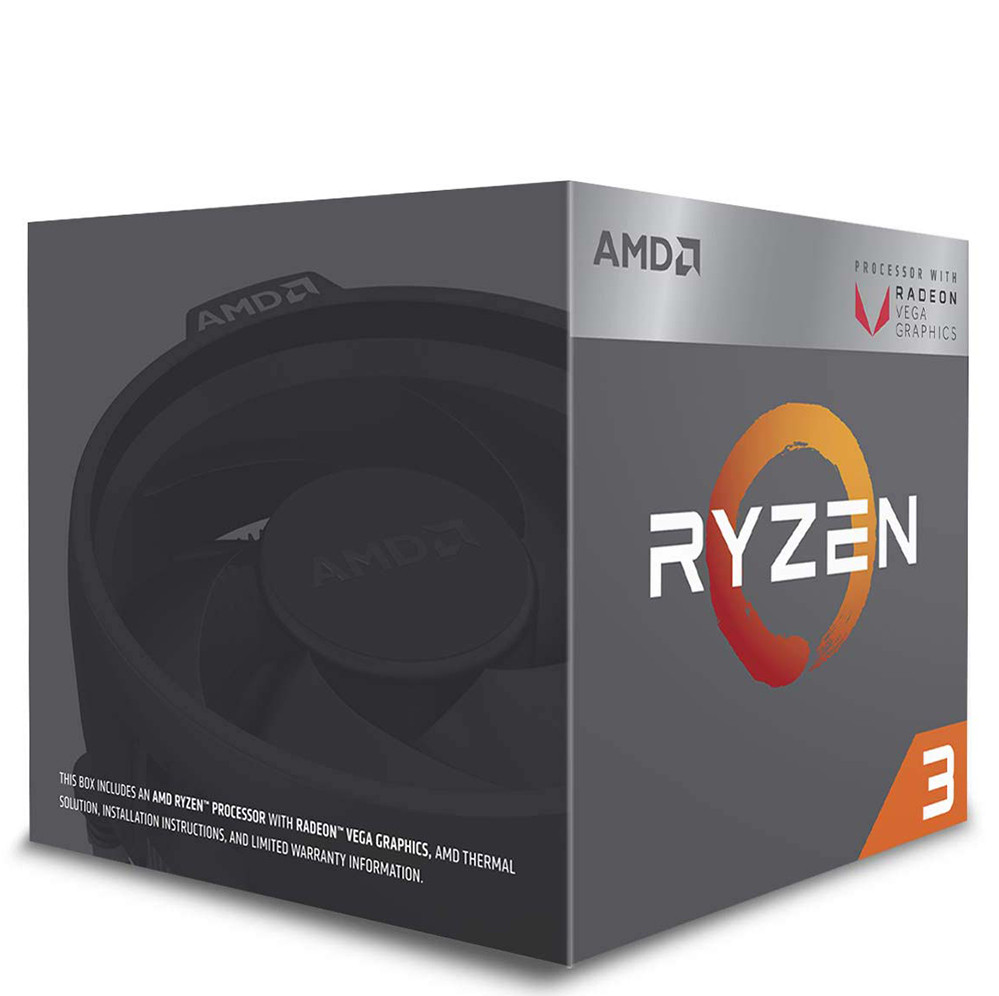 AMD
AMD
THIS BOX INCLUDES AN AMD RYZEN™ PROCESSOR WITH RADEON™ VEGA GRAPHICS, AMD THERMAL
SOLUTION, INSTALLATION INSTRUCTIONS, AND LIMITED WARRANTY INFORMATION.
AMD
PROCESSOR WITH
RADEON
VEGA
GRAPHICS
RYZEN
3